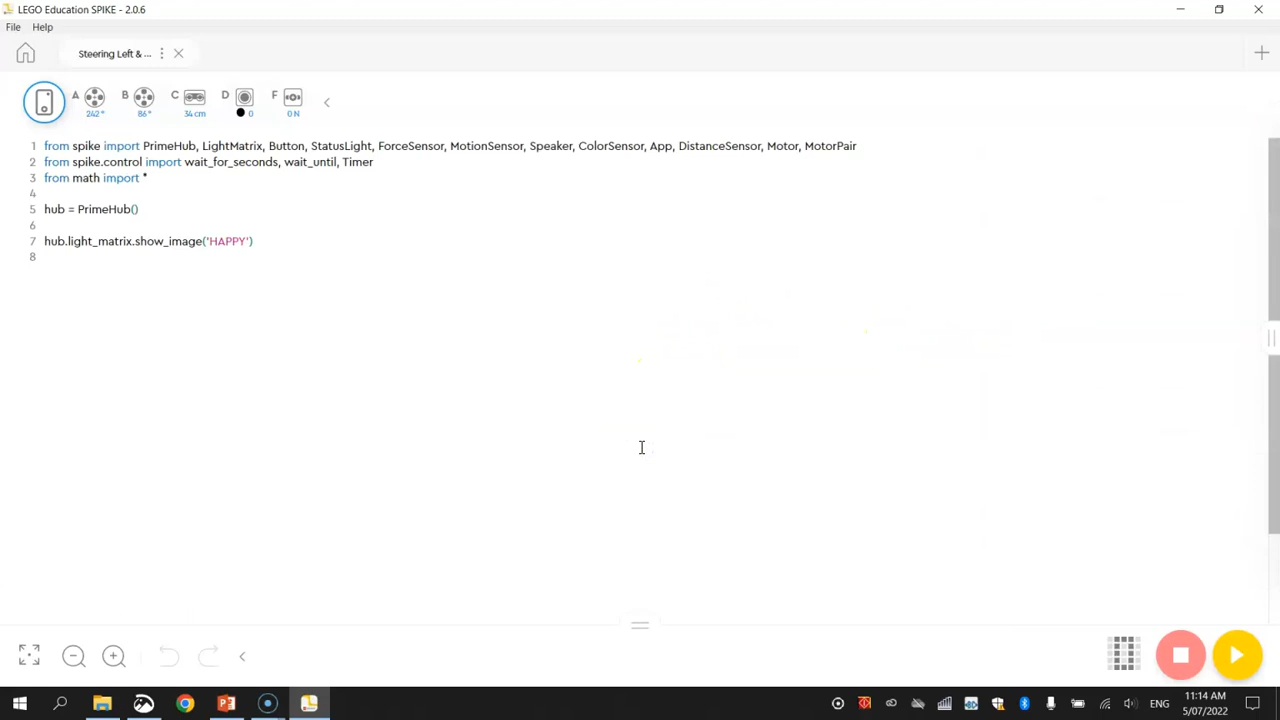 LEGO Education SPIKE - 2.0.6
File Help
Steering Left & ...
A 242° B 86° C 34 cm D 0 F 0 N
1 from spike import PrimeHub, LightMatrix, Button, StatusLight, ForceSensor, MotionSensor, Speaker, ColorSensor, App, DistanceSensor, Motor, MotorPair
2 from spike.control import wait_for_seconds, wait_until, Timer
3 from math import *
4
5 hub = PrimeHub()
6
7 hub.light_matrix.show_image('HAPPY')
8
ENG
11:14 AM
5/07/2022